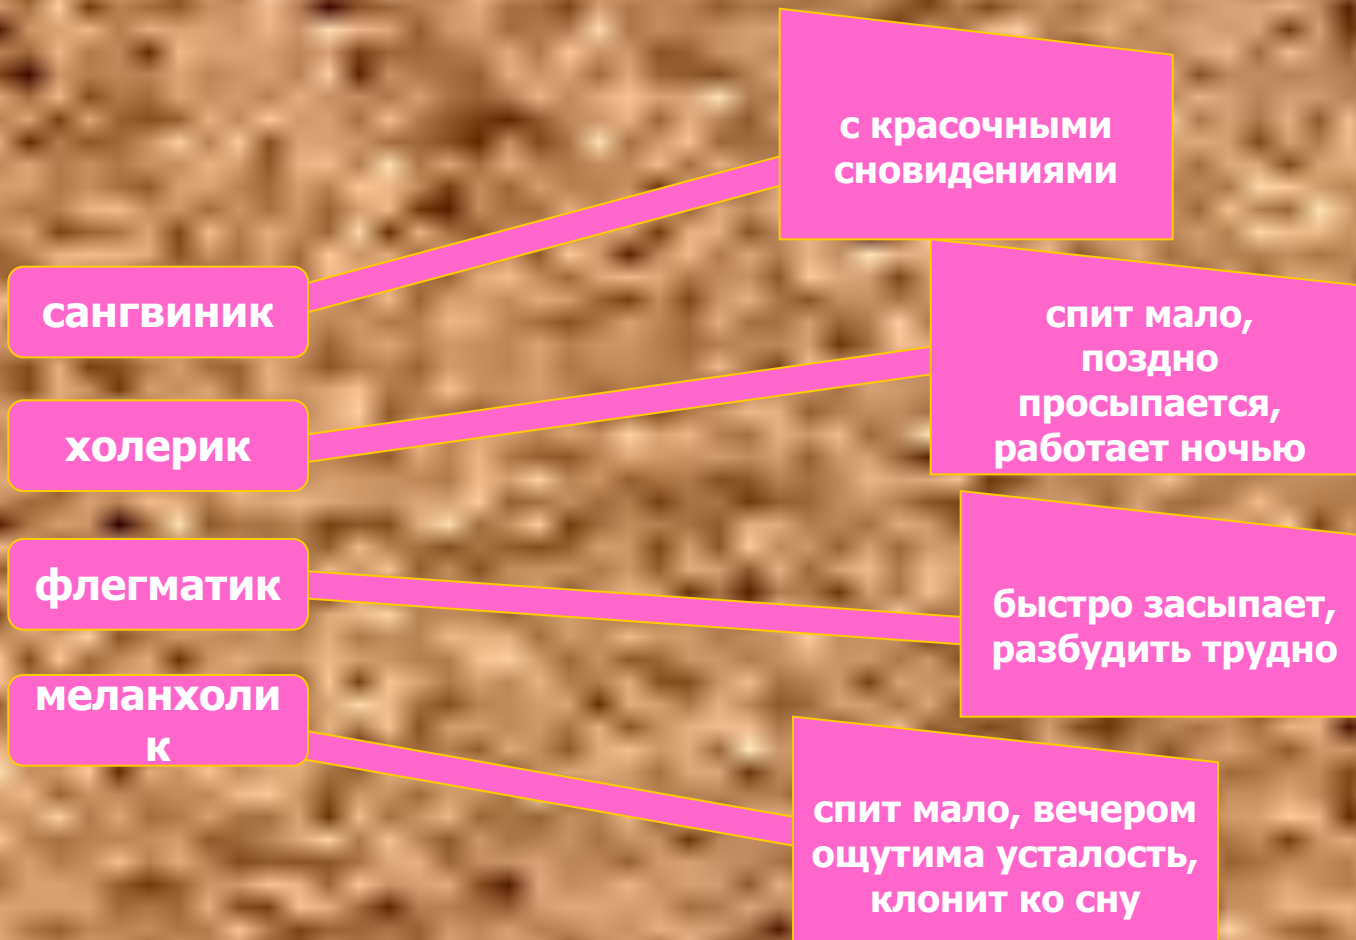 сангвиник
с красочными
сновидениями
холерик
спит мало,
поздно
просыпается,
работает ночью
флегматик
быстро засыпает,
разбудить трудно
меланхоли
к
спит мало, вечером
ощутима усталость,
клонит ко сну